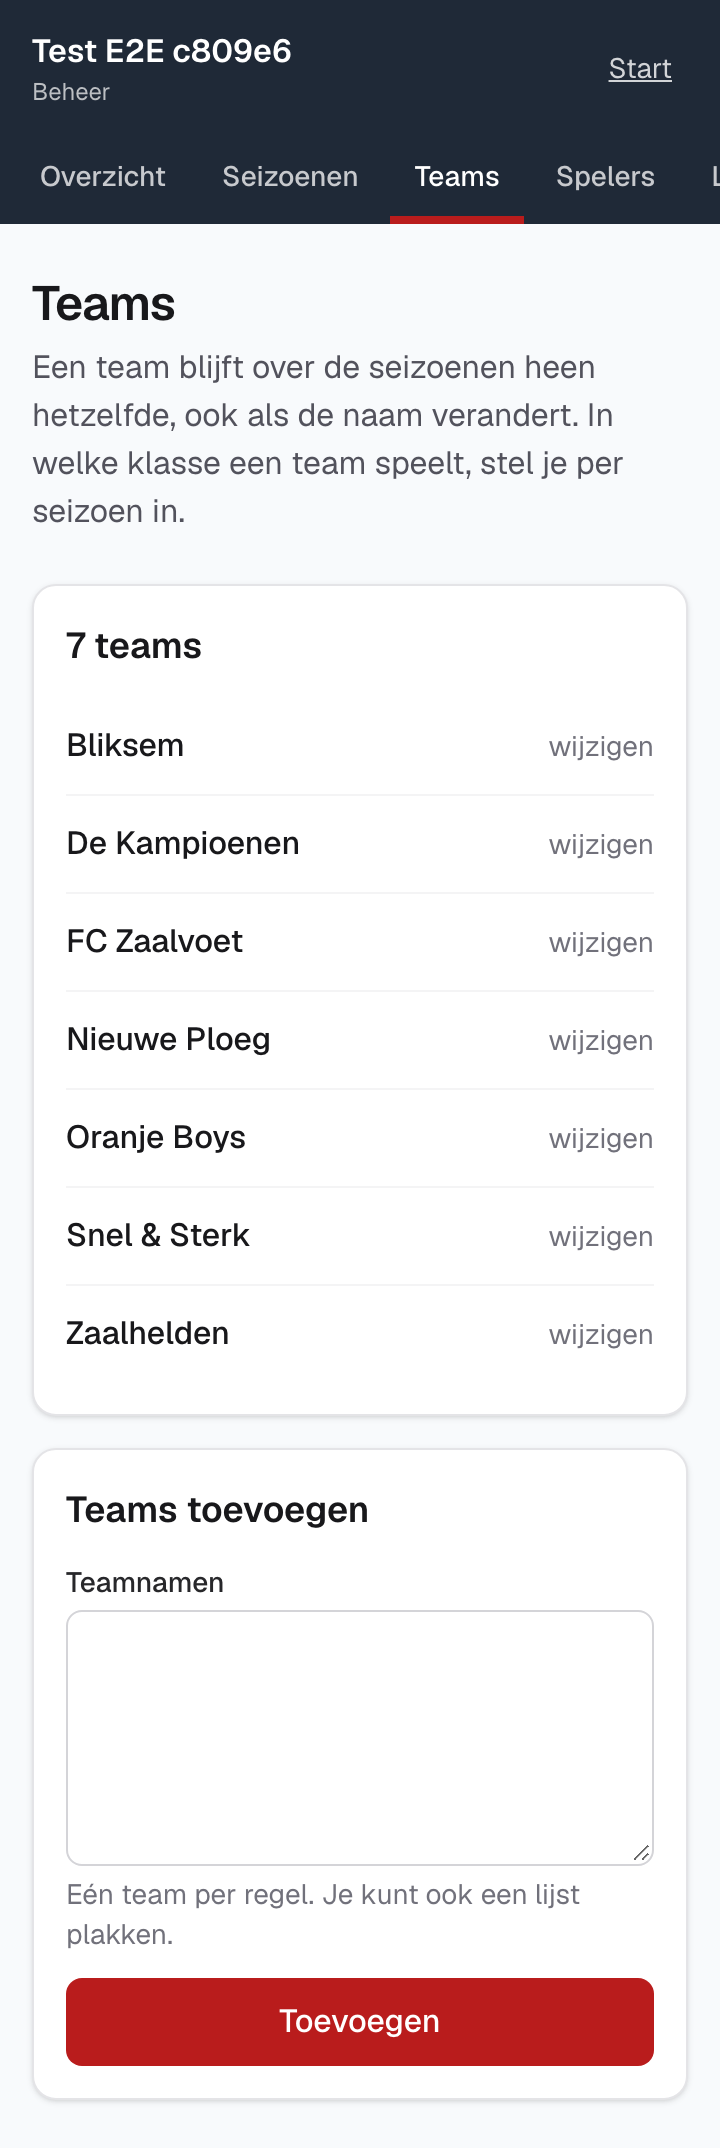 Test E2E c809e6
Beheer
Start
Overzicht Seizoenen Teams Spelers
Teams
Een team blijft over de seizoenen heen
hetzelfde, ook als de naam verandert. In
welke klasse een team speelt, stel je per
seizoen in.
7 teams
Bliksem wijzigen
De Kampioenen wijzigen
FC Zaalvoet wijzigen
Nieuwe Ploeg wijzigen
Oranje Boys wijzigen
Snel & Sterk wijzigen
Zaalhelden wijzigen
Teams toevoegen
Teamnamen
Eén team per regel. Je kunt ook een lijst
plakken.
Toevoegen